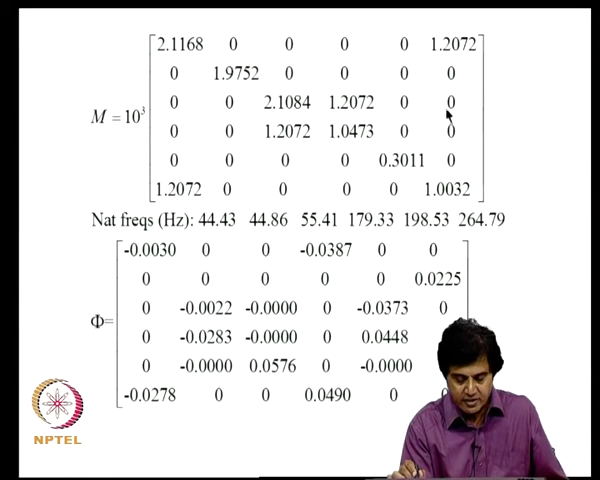 2.1168 0 0 0 0 1.2072
0 1.9752 0 0 0 0
0 0 2.1084 1.2072 0 0
M = 10³
0 0 1.2072 1.0473 0 0
0 0 0 0 0.3011 0
1.2072 0 0 0 0 1.0032
Nat freqs (Hz): 44.43 44.86 55.41 179.33 198.53 264.79
-0.0030 0 0 -0.0387 0 0
0 0 0 0 0 0.0225
0 -0.0022 -0.0000 0 -0.0373 0
Φ=
0 -0.0283 -0.0000 0 0.0448
0 -0.0000 0.0576 0 -0.0000
-0.0278 0 0 0.0490 0
NPTEL